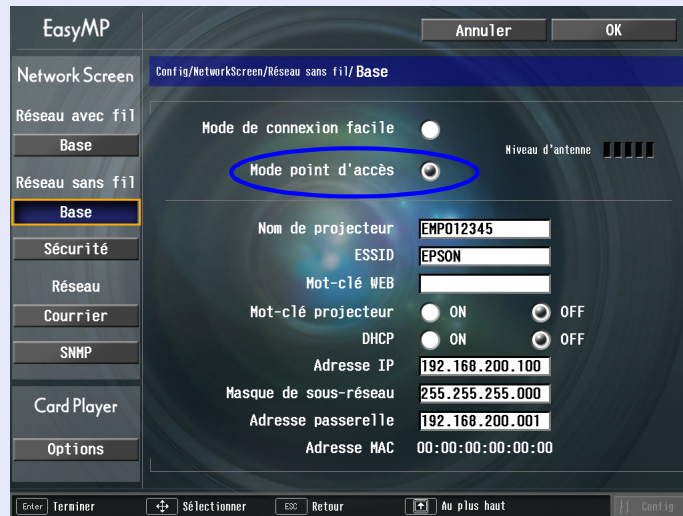 EasyMP
Annuler
OK
Network Screen
Config/NetworkScreen/Réseau sans fil/Base
Réseau avec fil
Base
Réseau sans fil
Base
Sécurité
Réseau
Courrier
SNMP
Card Player
Options
Mode de connexion facile
Niveau d'antenne
Mode point d'accès
Nom de projecteur EMP012345
ESSID EPSON
Mot-clé WEB
Mot-clé projecteur ON OFF
DHCP ON OFF
Adresse IP 192.168.200.100
Masque de sous-réseau 255.255.255.000
Adresse passerelle 192.168.200.001
Adresse MAC 00:00:00:00:00:00
Enter Terminer Sélectionner ESC Retour Au plus haut Config